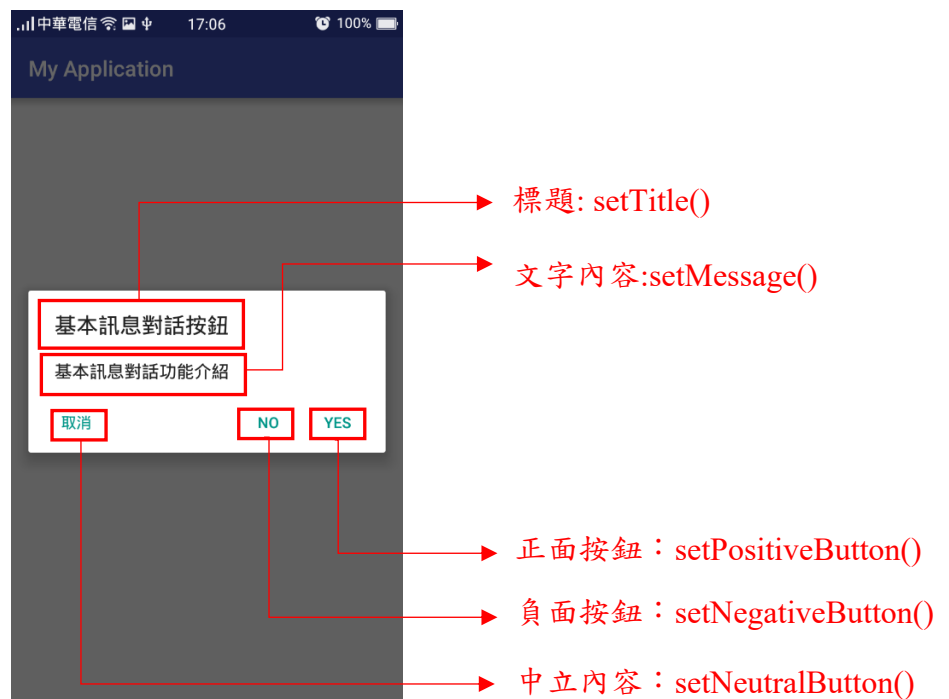 中華電信 17:06 100%
My Application
標題: setTitle()
文字內容:setMessage()
基本訊息對話按鈕
基本訊息對話功能介紹
取消 NO YES
正面按鈕：setPositiveButton()
負面按鈕：setNegativeButton()
中立內容：setNeutralButton()